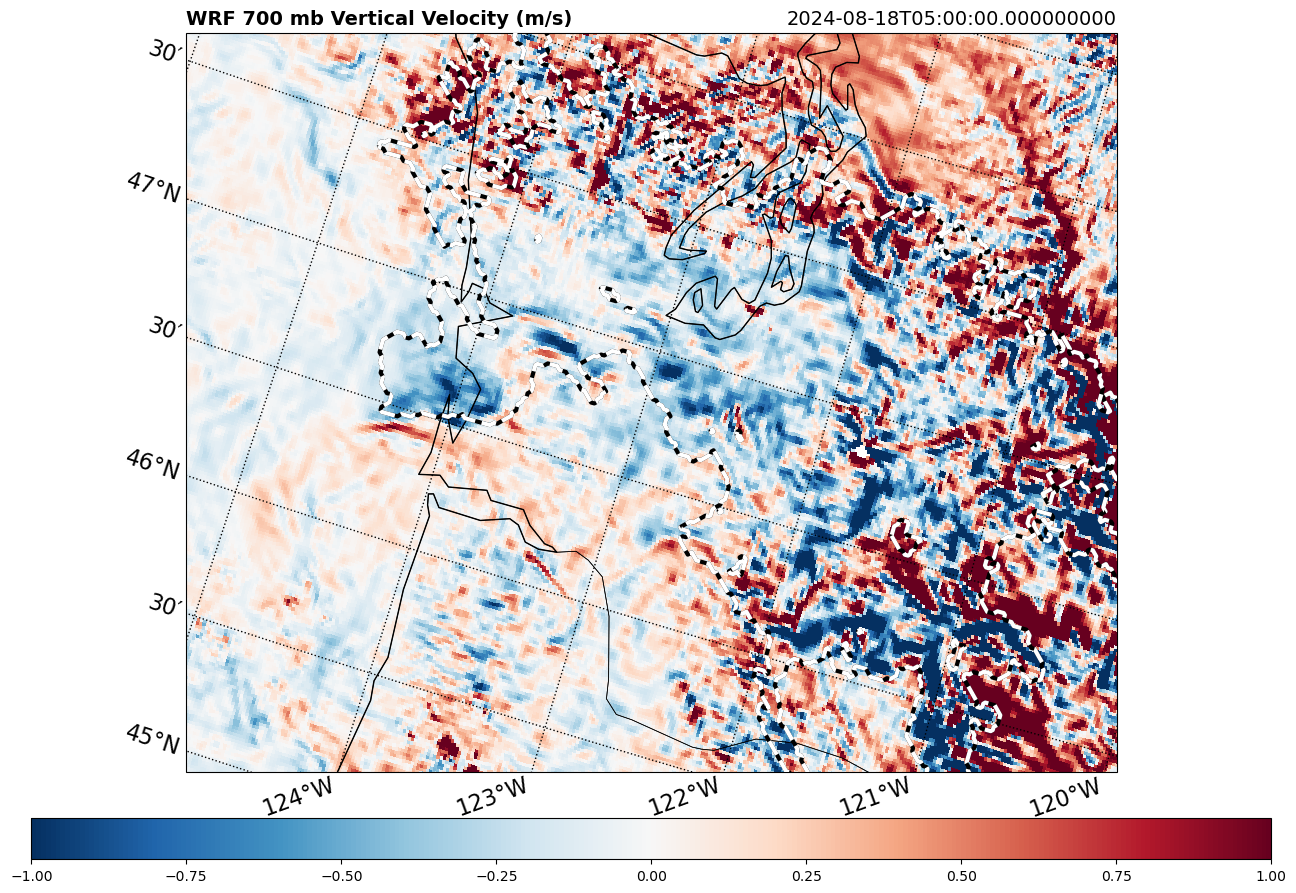 WRF 700 mb Vertical Velocity (m/s) 2024-08-18T05:00:00.000000000
30′
47°N
30′
46°N
30′
45°N
124°W 123°W 122°W 121°W 120°W
−1.00 −0.75 −0.50 −0.25 0.00 0.25 0.50 0.75 1.00